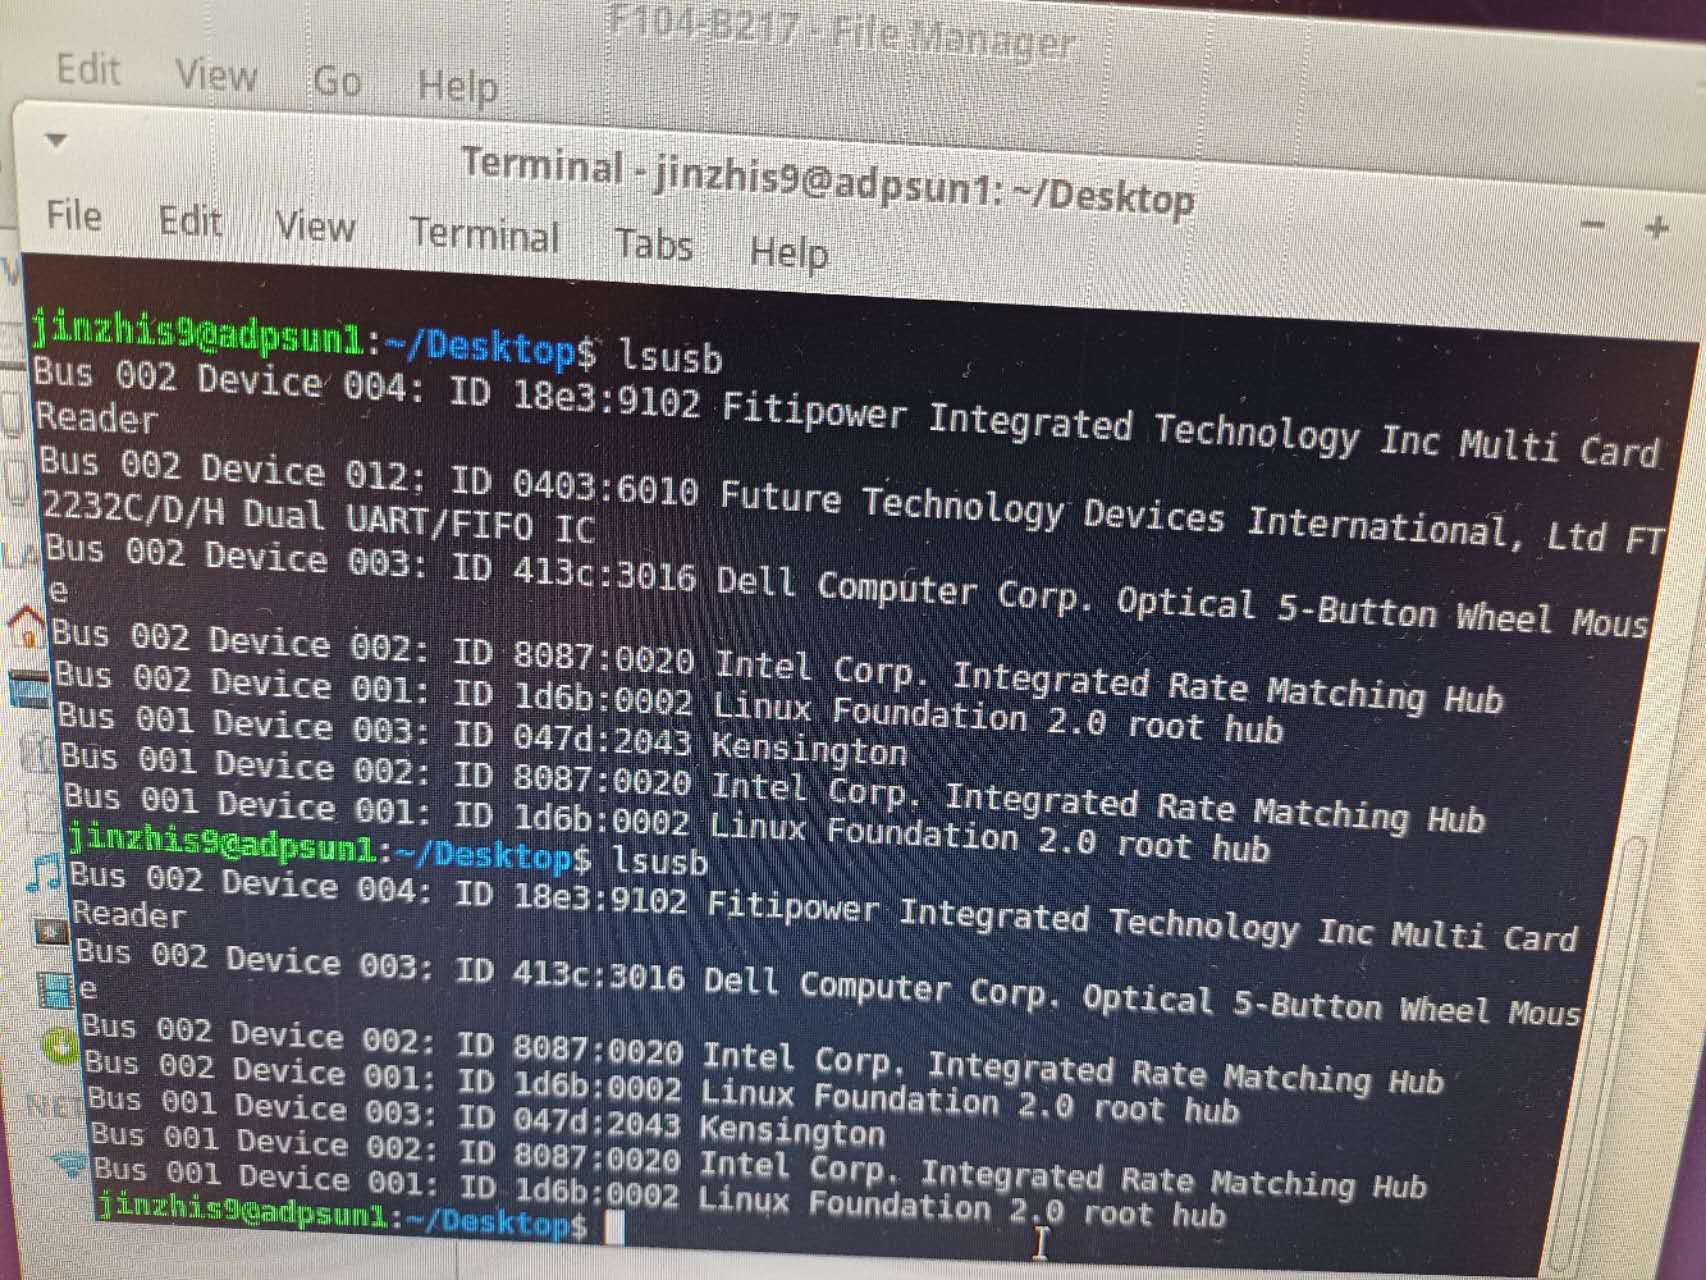 F104-B217 - File Manager
Edit View Go Help
Terminal - jinzhis9@adpsun1: ~/Desktop
File Edit View Terminal Tabs Help
jinzhis9@adpsun1:~/Desktop$ lsusb
Bus 002 Device 004: ID 18e3:9102 Fitipower Integrated Technology Inc Multi Card
Reader
Bus 002 Device 012: ID 0403:6010 Future Technology Devices International, Ltd FT
2232C/D/H Dual UART/FIFO IC
Bus 002 Device 003: ID 413c:3016 Dell Computer Corp. Optical 5-Button Wheel Mous
e
Bus 002 Device 002: ID 8087:0020 Intel Corp. Integrated Rate Matching Hub
Bus 002 Device 001: ID 1d6b:0002 Linux Foundation 2.0 root hub
Bus 001 Device 003: ID 047d:2043 Kensington
Bus 001 Device 002: ID 8087:0020 Intel Corp. Integrated Rate Matching Hub
Bus 001 Device 001: ID 1d6b:0002 Linux Foundation 2.0 root hub
jinzhis9@adpsun1:~/Desktop$ lsusb
Bus 002 Device 004: ID 18e3:9102 Fitipower Integrated Technology Inc Multi Card
Reader
Bus 002 Device 003: ID 413c:3016 Dell Computer Corp. Optical 5-Button Wheel Mous
e
Bus 002 Device 002: ID 8087:0020 Intel Corp. Integrated Rate Matching Hub
Bus 002 Device 001: ID 1d6b:0002 Linux Foundation 2.0 root hub
Bus 001 Device 003: ID 047d:2043 Kensington
Bus 001 Device 002: ID 8087:0020 Intel Corp. Integrated Rate Matching Hub
Bus 001 Device 001: ID 1d6b:0002 Linux Foundation 2.0 root hub
jinzhis9@adpsun1:~/Desktop$